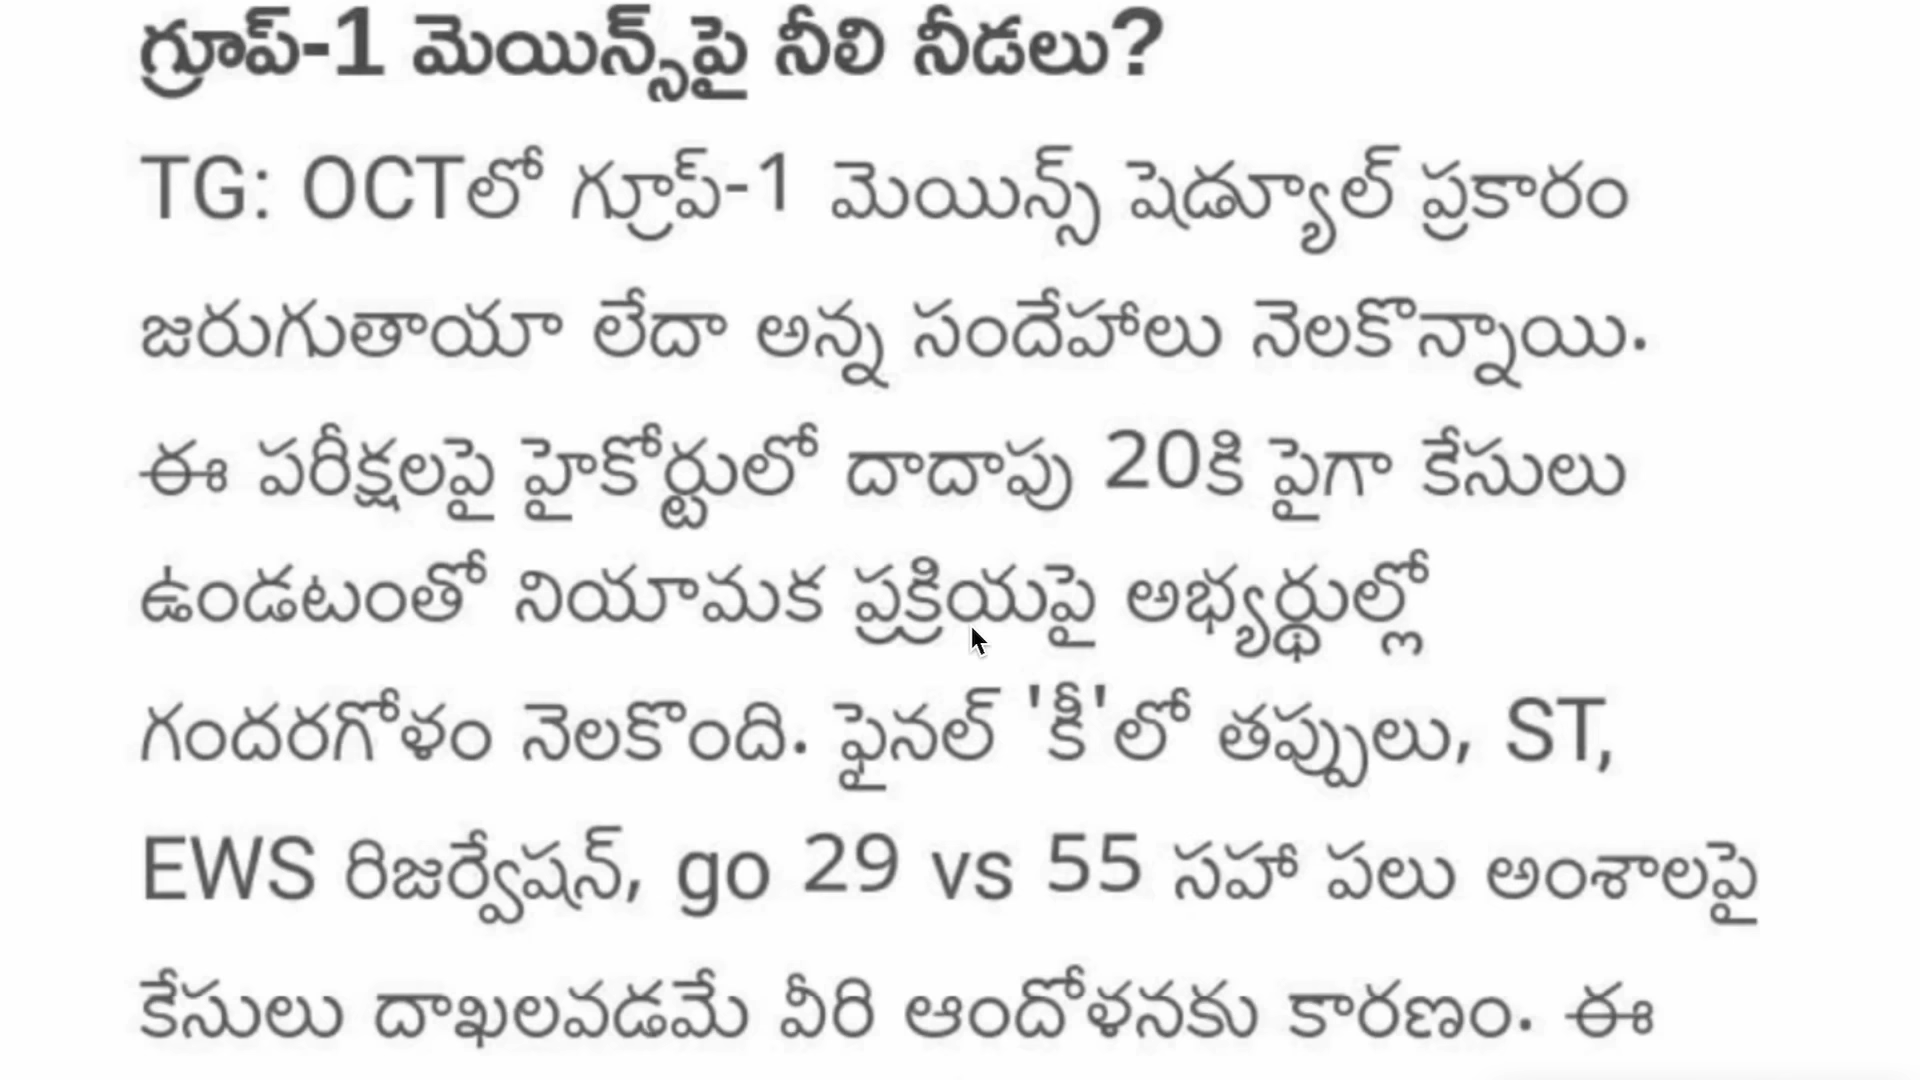 గ్రూప్-1 మెయిన్స్‌పై నీలి నీడలు?
TG: OCTలో గ్రూప్-1 మెయిన్స్ షెడ్యూల్ ప్రకారం
జరుగుతాయా లేదా అన్న సందేహాలు నెలకొన్నాయి.
ఈ పరీక్షలపై హైకోర్టులో దాదాపు 20కి పైగా కేసులు
ఉండటంతో నియామక ప్రక్రియపై అభ్యర్థుల్లో
గందరగోళం నెలకొంది. ఫైనల్ 'కీ'లో తప్పులు, ST,
EWS రిజర్వేషన్, go 29 vs 55 సహా పలు అంశాలపై
కేసులు దాఖలవడమే వీరి ఆందోళనకు కారణం. ఈ